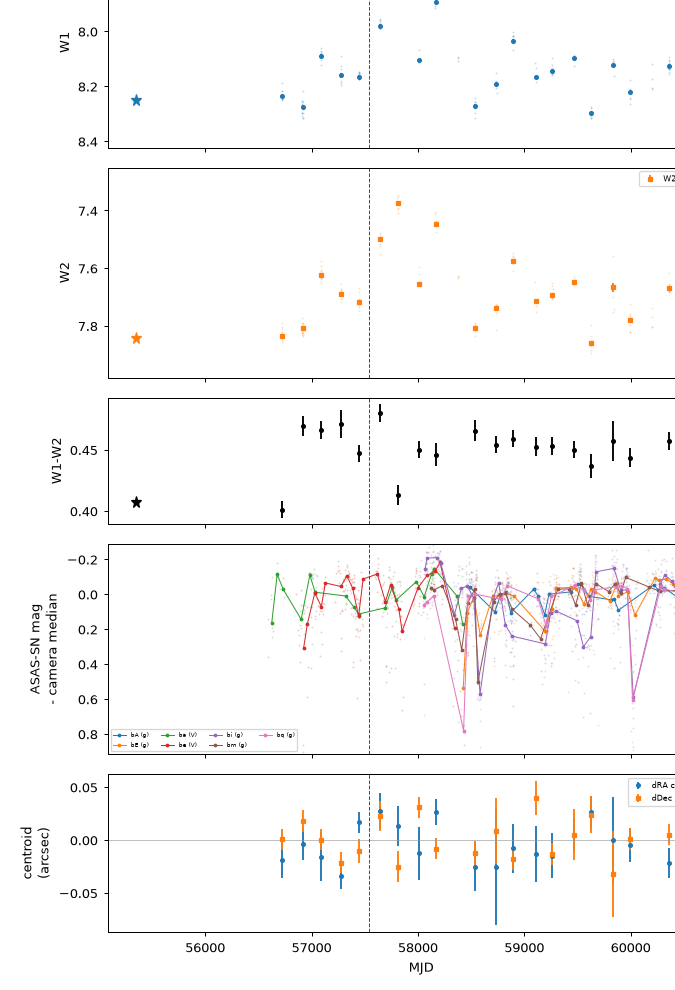 8.0
8.2
8.4
W1
W2
7.4
7.6
7.8
W2
0.45
0.40
W1-W2
−0.2
0.0
0.2
0.4
0.6
0.8
ASAS-SN mag
- camera median
bA (g)
bE (g)
ba (V)
be (V)
bi (g)
bm (g)
bq (g)
dRA c
dDec
0.05
0.00
−0.05
centroid
(arcsec)
56000
57000
58000
59000
60000
MJD